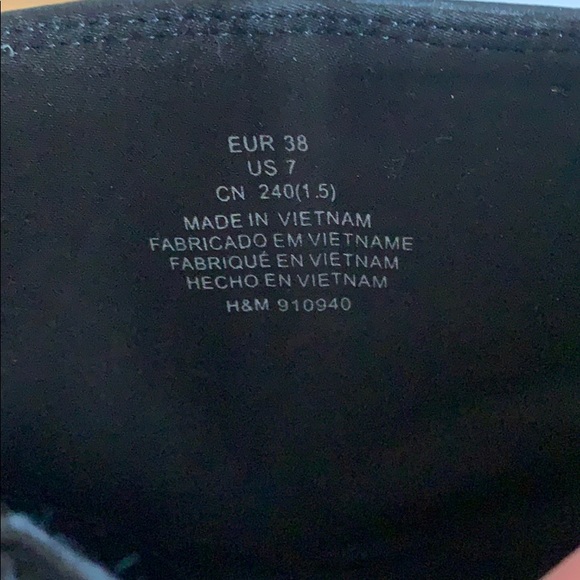 EUR 38
US 7
CN 240(1.5)
MADE IN VIETNAM
FABRICADO EM VIETNAME
FABRIQUÉ EN VIETNAM
HECHO EN VIETNAM
H&M 910940